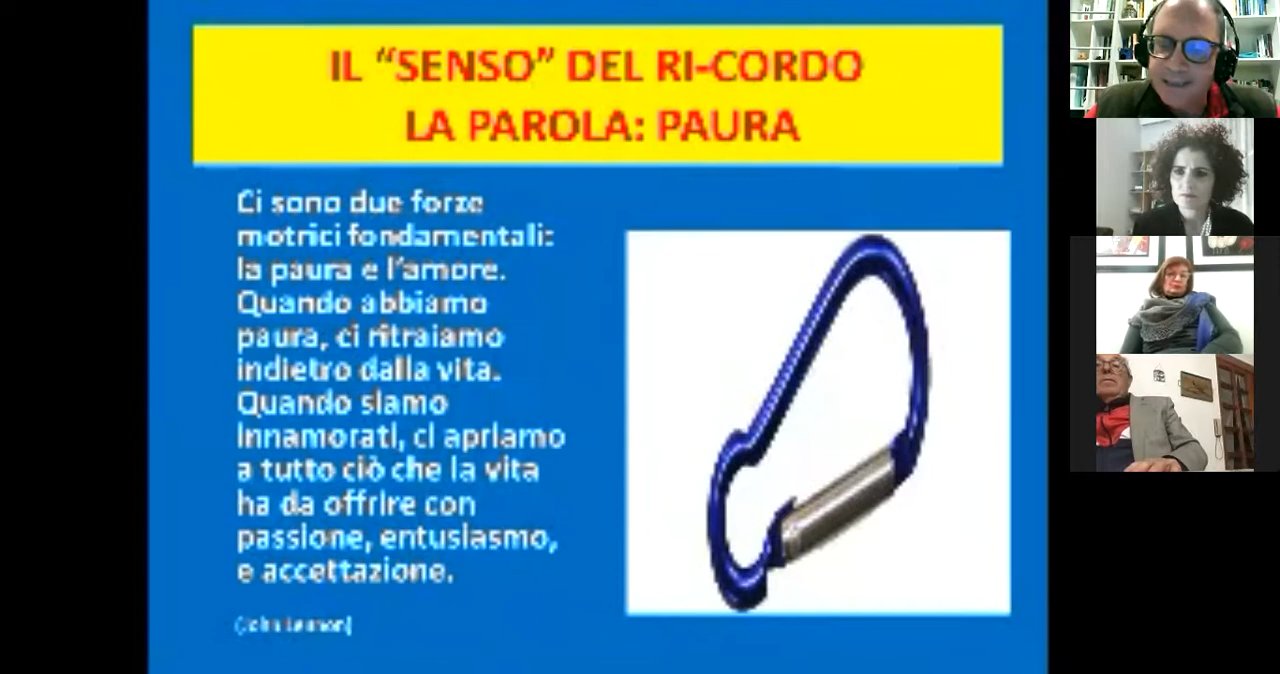 IL “SENSO” DEL RI-CORDO
LA PAROLA: PAURA
Ci sono due forze
motrici fondamentali:
la paura e l’amore.
Quando abbiamo
paura, ci ritraiamo
indietro dalla vita.
Quando siamo
innamorati, ci apriamo
a tutto ciò che la vita
ha da offrire con
passione, entusiasmo,
e accettazione.
(John Lennon)